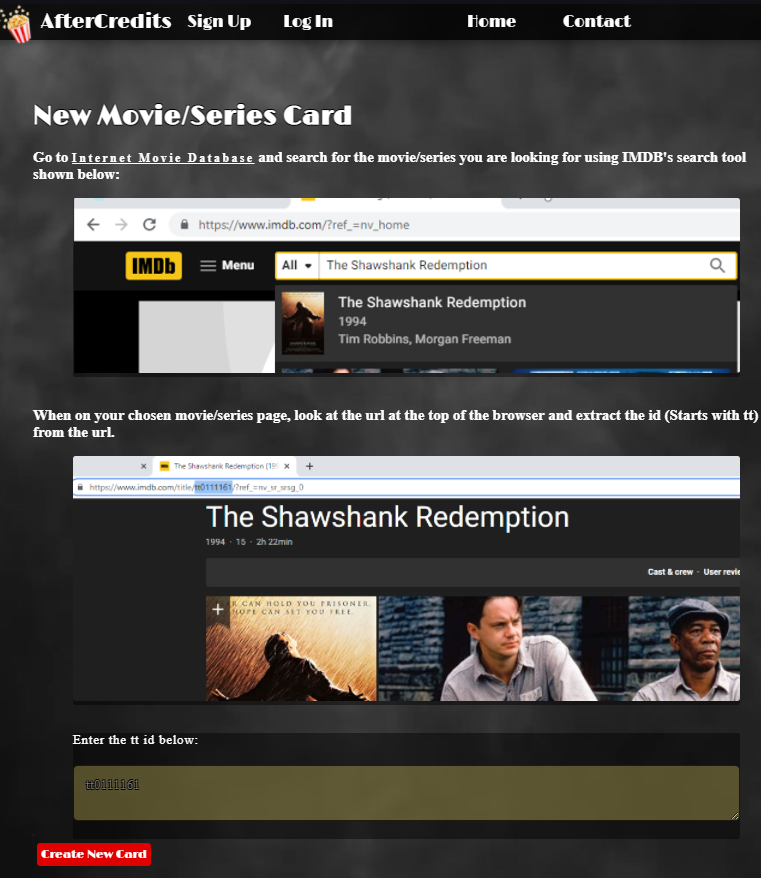 AfterCredits Sign Up Log In Home Contact
New Movie/Series Card
Go to Internet Movie Database and search for the movie/series you are looking for using IMDB's search tool
shown below:
https://www.imdb.com/?ref_=nv_home
IMDb Menu All The Shawshank Redemption
The Shawshank Redemption
1994
Tim Robbins, Morgan Freeman
When on your chosen movie/series page, look at the url at the top of the browser and extract the id (Starts with tt)
from the url.
The Shawshank Redemption (19
https://www.imdb.com/title/tt0111161/?ref_=nv_sr_srsg_0
The Shawshank Redemption
1994 · 15 · 2h 22min
Cast & crew · User revie
R CAN HOLD YOU PRISONER.
HOPE CAN SET YOU FREE.
Enter the tt id below:
tt0111161
Create New Card